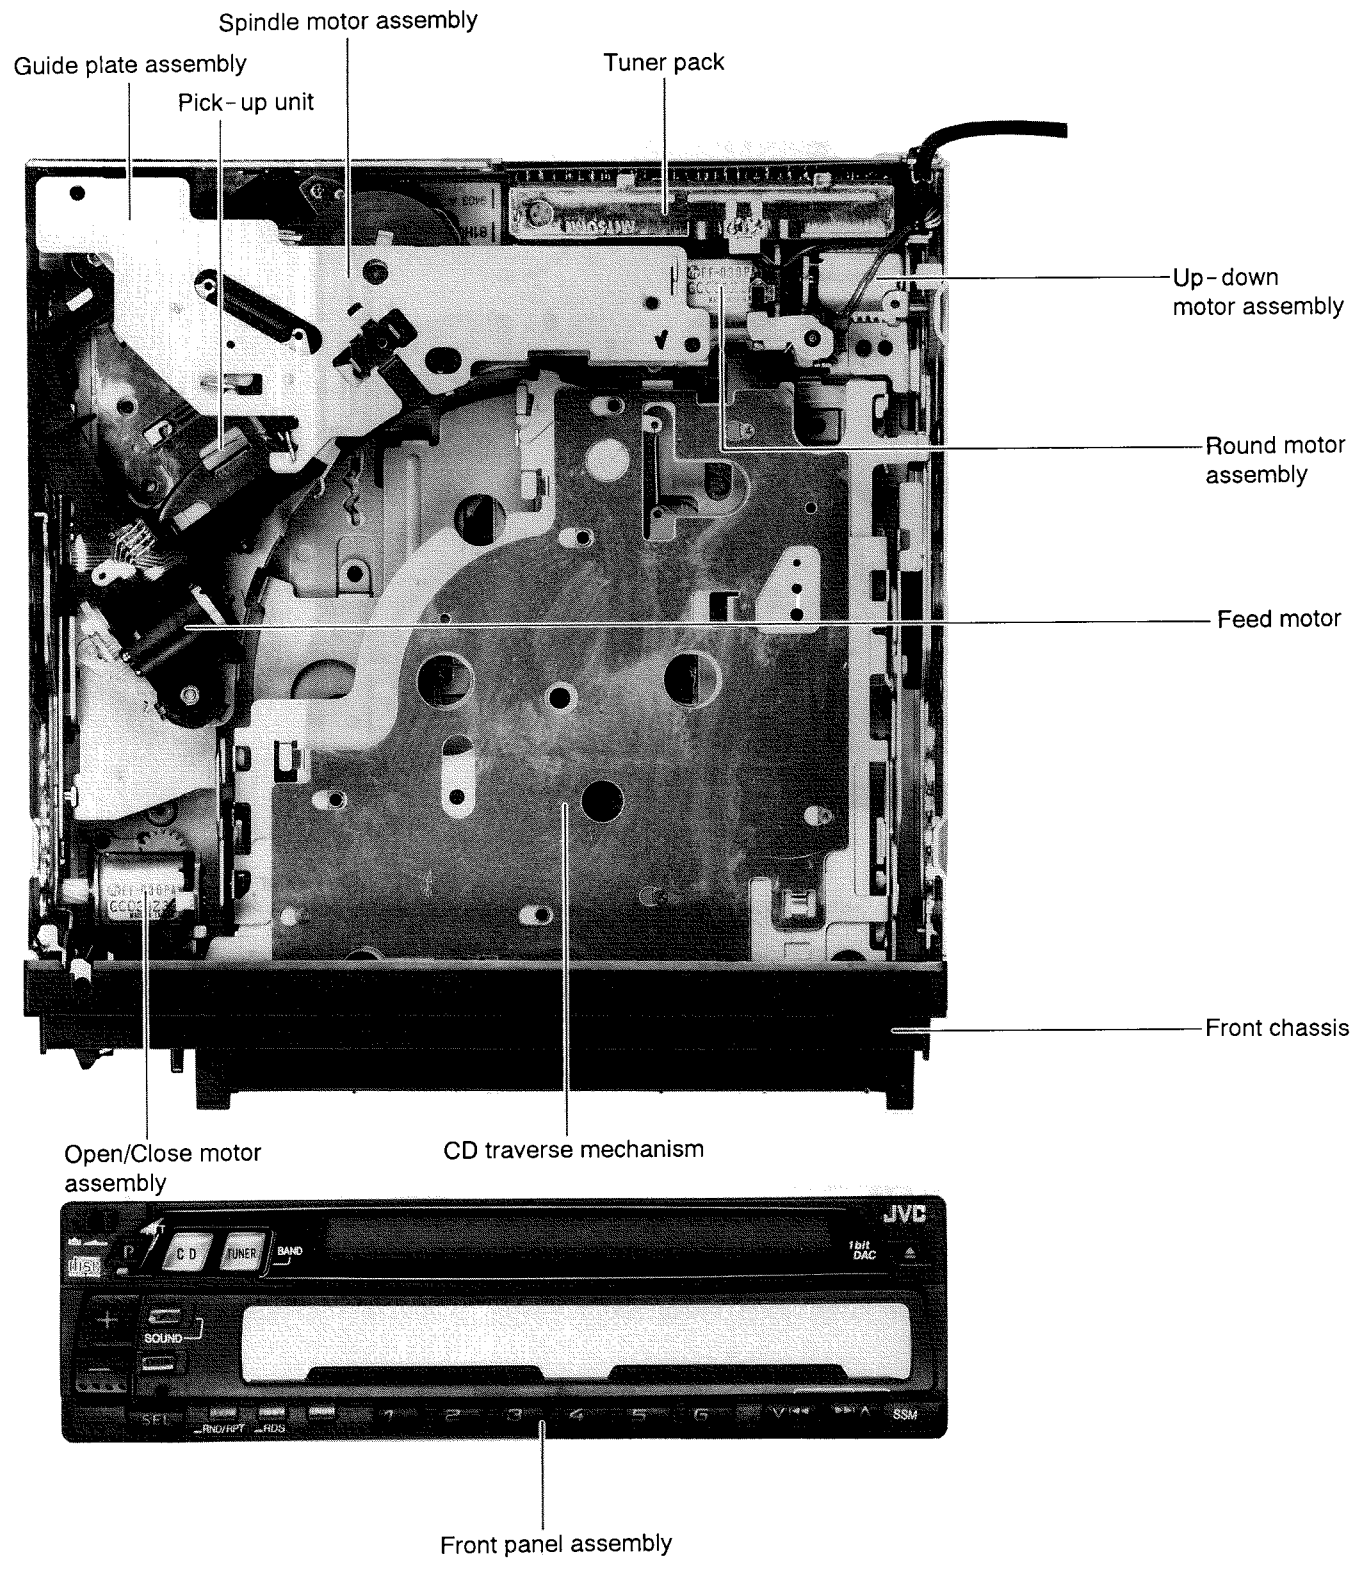 Spindle motor assembly
Guide plate assembly
Tuner pack
Pick-up unit
Up-down
motor assembly
Round motor
assembly
Feed motor
Front chassis
Open/Close motor
assembly
CD traverse mechanism
JVC
CD
TUNER
BAND
1bit
DAC
disc
P
+
SOUND
SEL
RND/RPT
RDS
1
2
3
4
5
6
SSM
Front panel assembly